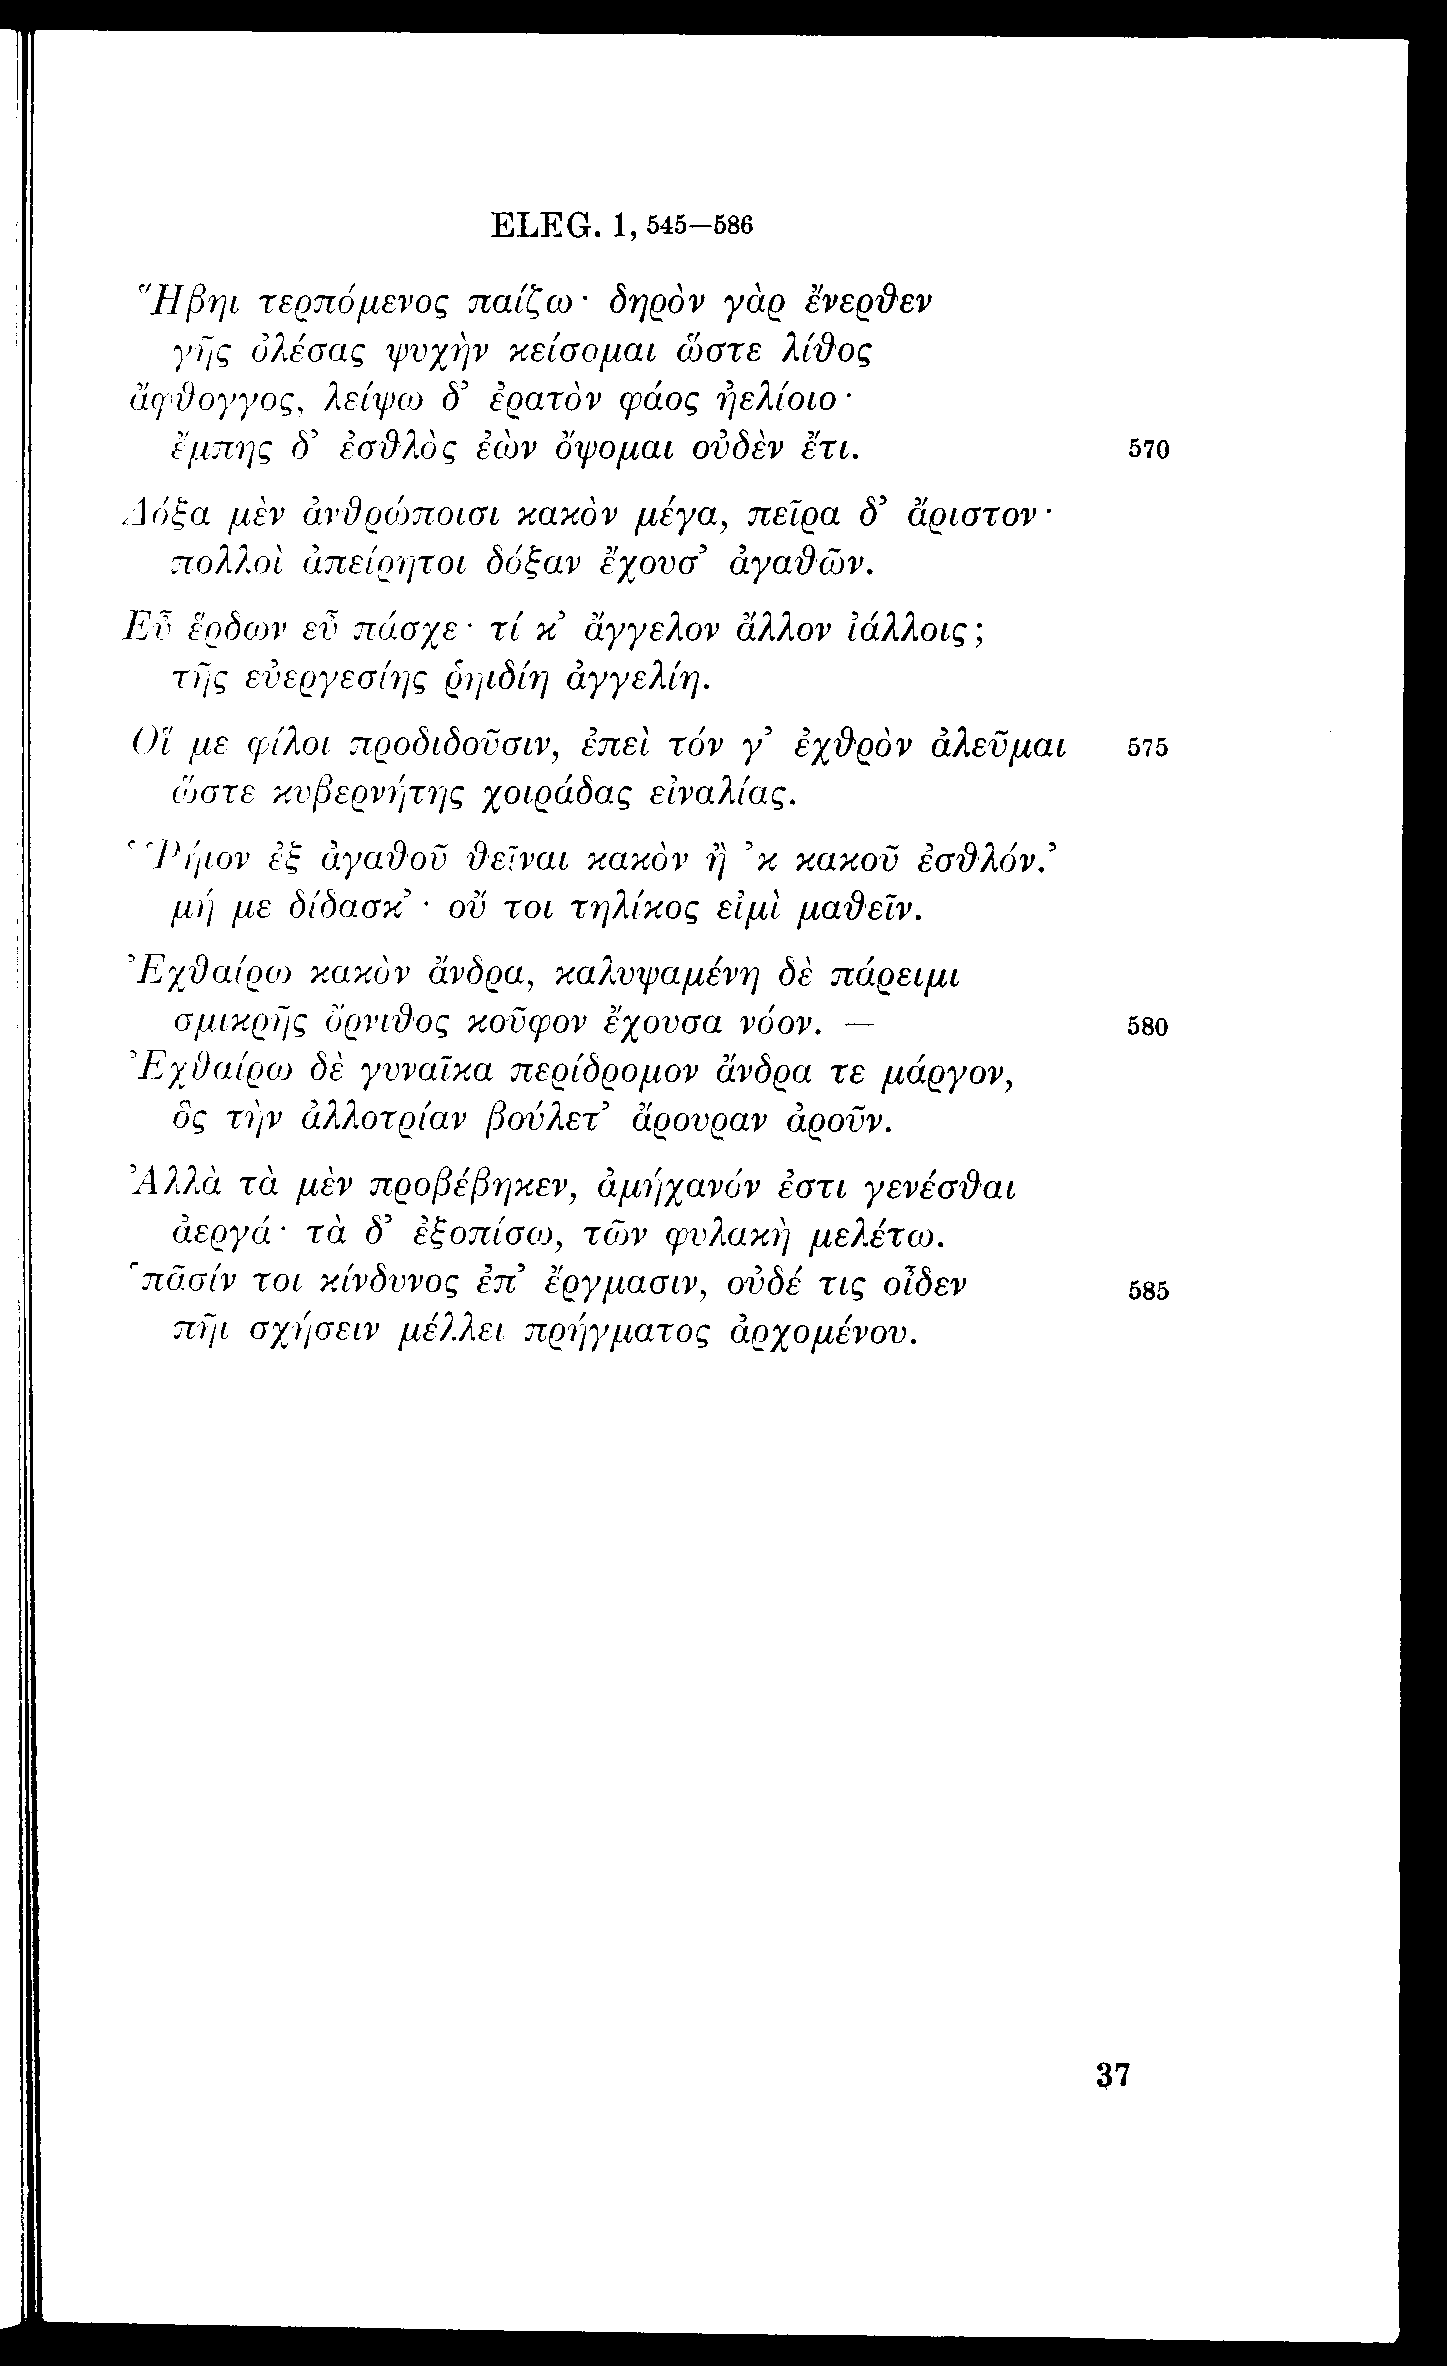 ELEG. 1, 545–586
Ἥβηι τερπόμενος παίζω· δηρὸν γὰρ ἔνερθεν
γῆς ὀλέσας ψυχὴν κείσομαι ὥστε λίθος
ἄφθογγος, λείψω δ’ ἐρατὸν φάος ἠελίοιο·
ἔμπης δ’ ἐσθλὸς ἐὼν ὄψομαι οὐδὲν ἔτι. 570
Δόξα μὲν ἀνθρώποισι κακὸν μέγα, πεῖρα δ’ ἄριστον·
πολλοὶ ἀπείρητοι δόξαν ἔχουσ’ ἀγαθῶν.
Εὖ ἔρδων εὖ πάσχε· τί κ’ ἄγγελον ἄλλον ἰάλλοις;
τῆς εὐεργεσίης ῥηιδίη ἀγγελίη.
Οἵ με φίλοι προδιδοῦσιν, ἐπεὶ τόν γ’ ἐχθρὸν ἀλεῦμαι 575
ὥστε κυβερνήτης χοιράδας εἰναλίας.
‘Ῥήιον ἐξ ἀγαθοῦ θεῖναι κακὸν ἢ ’κ κακοῦ ἐσθλόν.’
μή με δίδασκ’· οὔ τοι τηλίκος εἰμὶ μαθεῖν.
Ἐχθαίρω κακὸν ἄνδρα, καλυψαμένη δὲ πάρειμι
σμικρῆς ὄρνιθος κοῦφον ἔχουσα νόον. — 580
Ἐχθαίρω δὲ γυναῖκα περίδρομον ἄνδρα τε μάργον,
ὃς τὴν ἀλλοτρίαν βούλετ’ ἄρουραν ἀροῦν.
Ἀλλὰ τὰ μὲν προβέβηκεν, ἀμήχανόν ἐστι γενέσθαι
ἀεργά· τὰ δ’ ἐξοπίσω, τῶν φυλακὴ μελέτω.
⸀πᾶσίν τοι κίνδυνος ἐπ’ ἔργμασιν, οὐδέ τις οἶδεν 585
πῆι σχήσειν μέλλει πρήγματος ἀρχομένου.
37